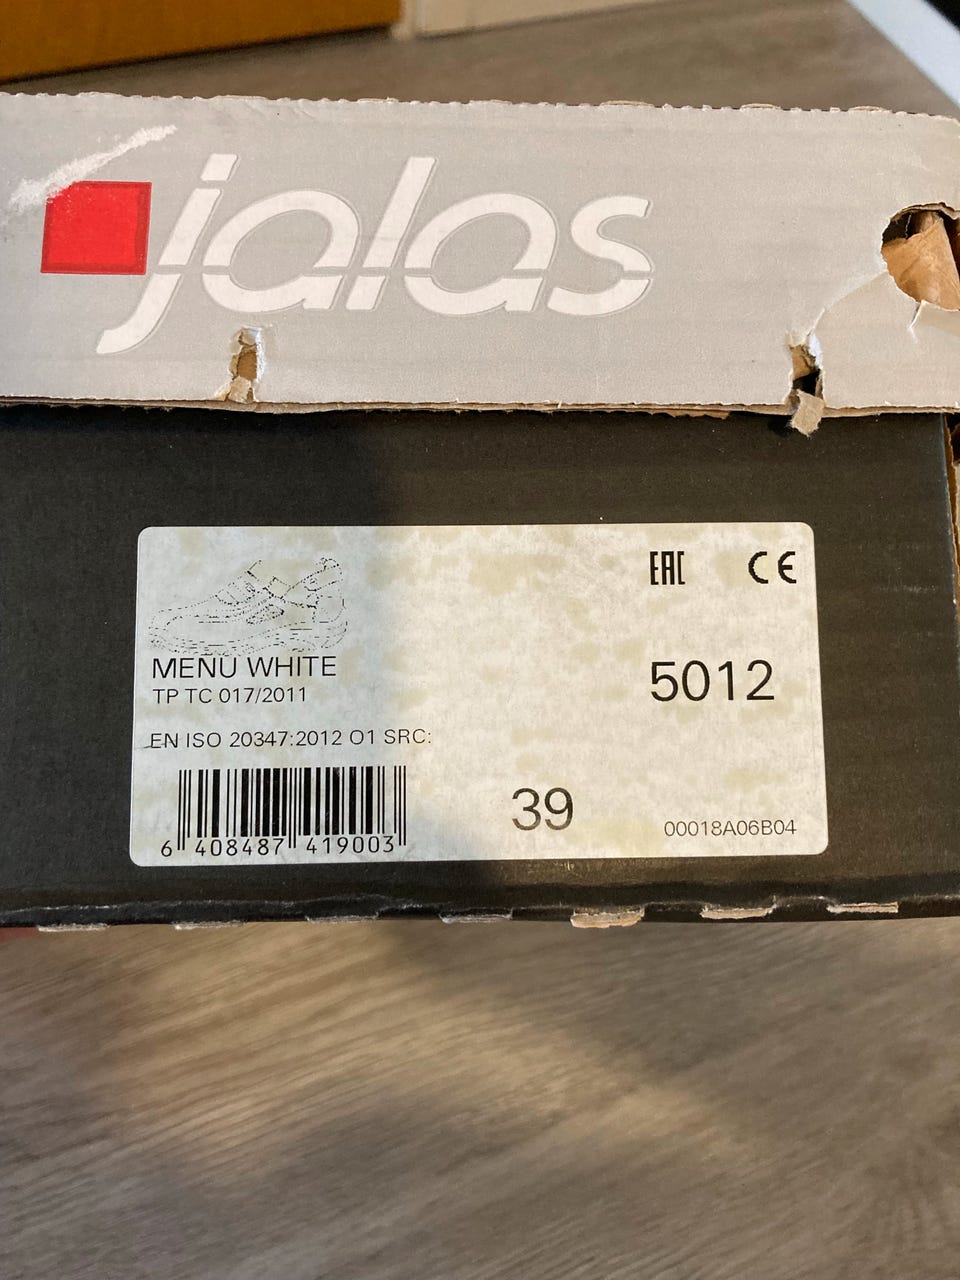 jalas
EAC CE
MENU WHITE
TP TC 017/2011
5012
EN ISO 20347:2012 O1 SRC:
39
6 408487 419003
00018A06B04